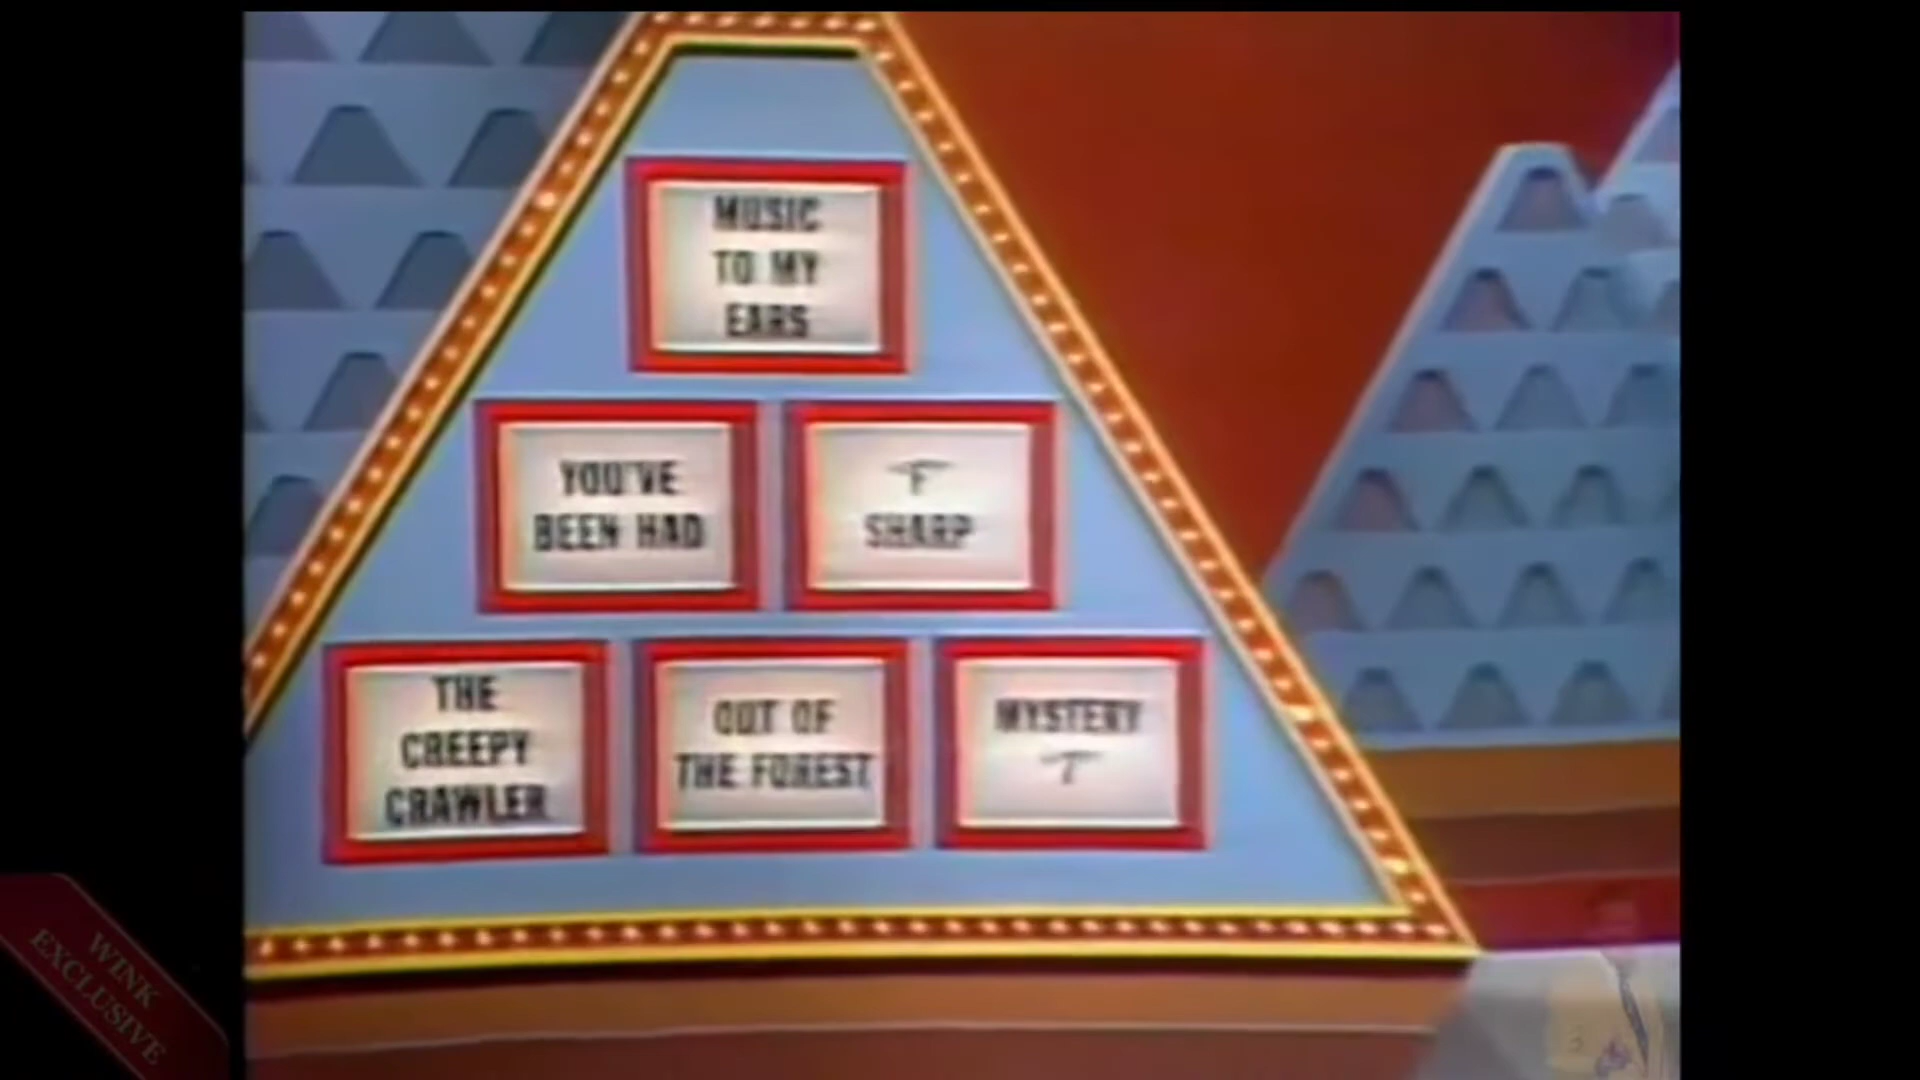 MUSIC
TO MY
EARS
YOU'VE
BEEN HAD
"F"
SHARP
THE
CREEPY
CRAWLER
OUT OF
THE FOREST
MYSTERY
"7"
WINK
EXCLUSIVE